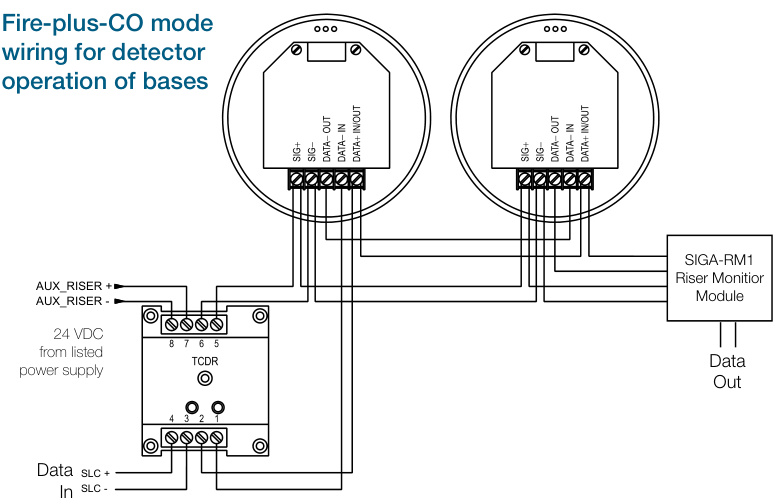 Fire-plus-CO mode
wiring for detector
operation of bases
SIG+
SIG–
DATA– OUT
DATA– IN
DATA+ IN/OUT
SIG+
SIG–
DATA– OUT
DATA– IN
DATA+ IN/OUT
SIGA-RM1
Riser Monitior
Module
Data
Out
AUX_RISER +
AUX_RISER -
24 VDC
from listed
power supply
8 7 6 5
TCDR
4 3 2 1
Data SLC +
In SLC -